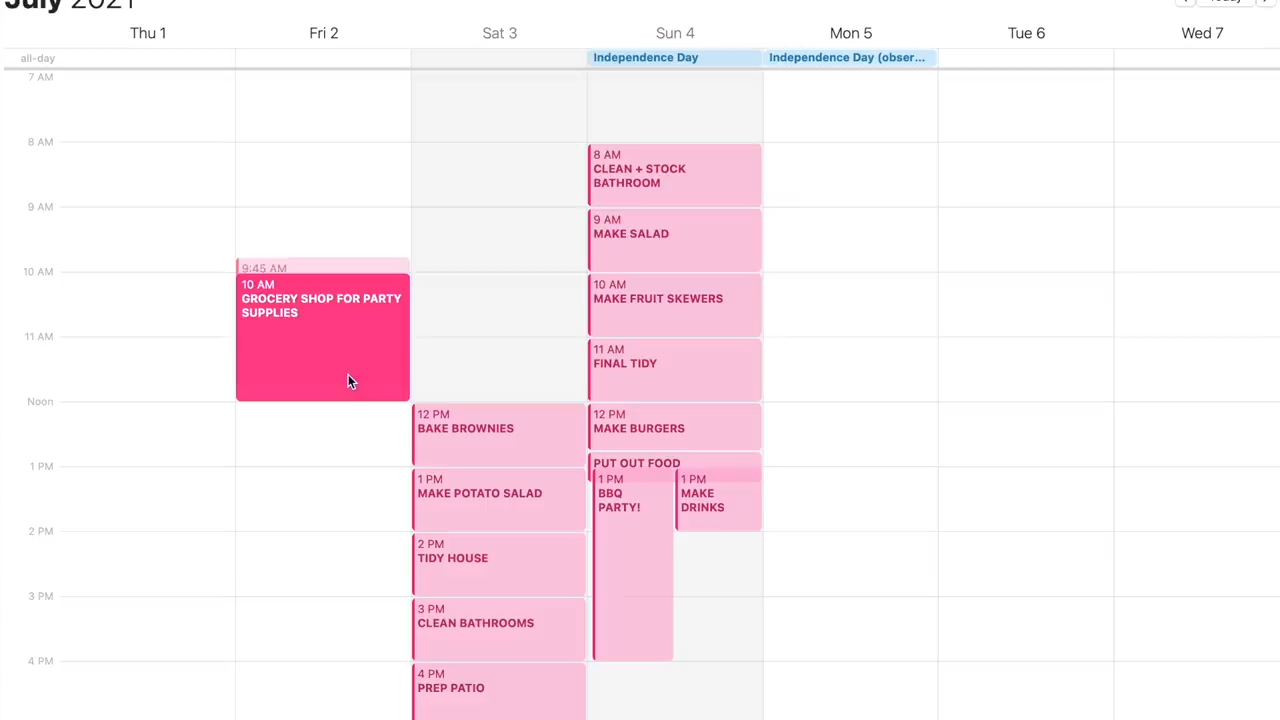 July 2021
Today
Thu 1
Fri 2
Sat 3
Sun 4
Mon 5
Tue 6
Wed 7
all-day
Independence Day
Independence Day (obser...
7 AM
8 AM
9 AM
10 AM
11 AM
Noon
1 PM
2 PM
3 PM
4 PM
9:45 AM
10 AM
GROCERY SHOP FOR PARTY
SUPPLIES
12 PM
BAKE BROWNIES
1 PM
MAKE POTATO SALAD
2 PM
TIDY HOUSE
3 PM
CLEAN BATHROOMS
4 PM
PREP PATIO
8 AM
CLEAN + STOCK
BATHROOM
9 AM
MAKE SALAD
10 AM
MAKE FRUIT SKEWERS
11 AM
FINAL TIDY
12 PM
MAKE BURGERS
PUT OUT FOOD
1 PM
BBQ
PARTY!
1 PM
MAKE
DRINKS